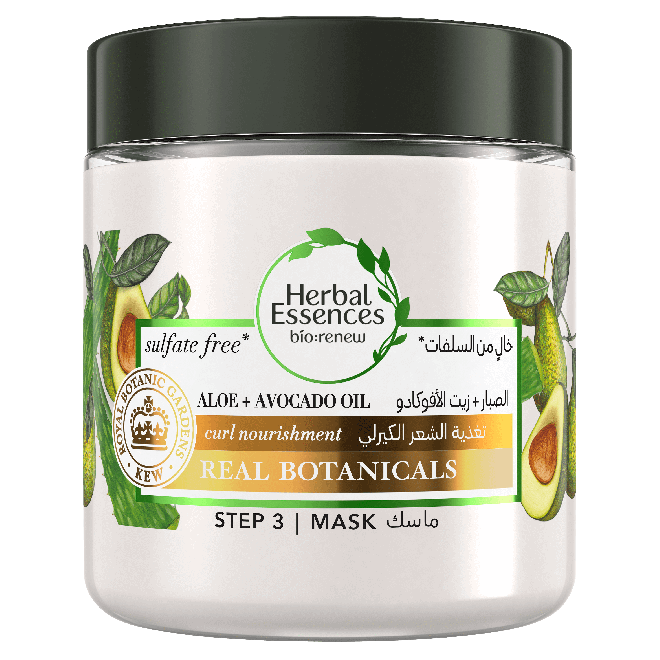 Herbal
Essences
bío:renew
sulfate free*
خالٍ من السلفات*
ALOE + AVOCADO OIL
الصبار + زيت الأفوكادو
curl nourishment
تغذية الشعر الكيرلي
REAL BOTANICALS
ROYAL BOTANIC GARDENS
• KEW •
STEP 3 | MASK ماسك